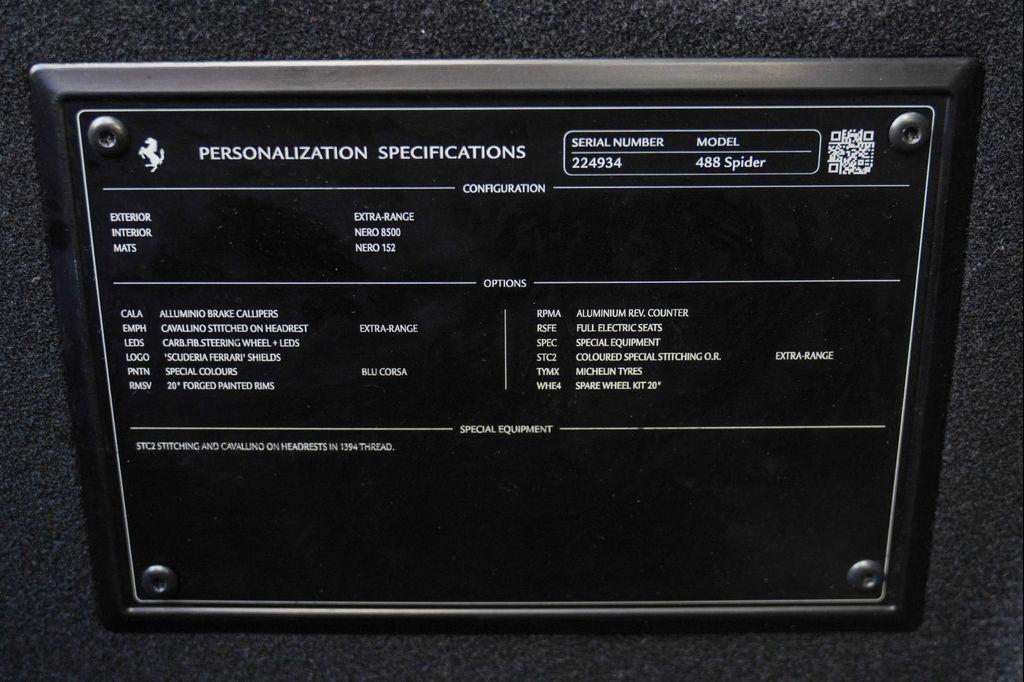 PERSONALIZATION SPECIFICATIONS
SERIAL NUMBER MODEL
224934 488 Spider
CONFIGURATION
EXTERIOR EXTRA-RANGE
INTERIOR NERO 8500
MATS NERO 152
OPTIONS
CALA ALLUMINIO BRAKE CALLIPERS
EMPH CAVALLINO STITCHED ON HEADREST EXTRA-RANGE
LEDS CARB.FIB.STEERING WHEEL + LEDS
LOGO 'SCUDERIA FERRARI' SHIELDS
PNTN SPECIAL COLOURS BLU CORSA
RMSV 20" FORGED PAINTED RIMS
RPMA ALUMINIUM REV. COUNTER
RSFE FULL ELECTRIC SEATS
SPEC SPECIAL EQUIPMENT
STC2 COLOURED SPECIAL STITCHING O.R. EXTRA-RANGE
TYMX MICHELIN TYRES
WHE4 SPARE WHEEL KIT 20"
SPECIAL EQUIPMENT
STC2 STITCHING AND CAVALLINO ON HEADRESTS IN 1394 THREAD.